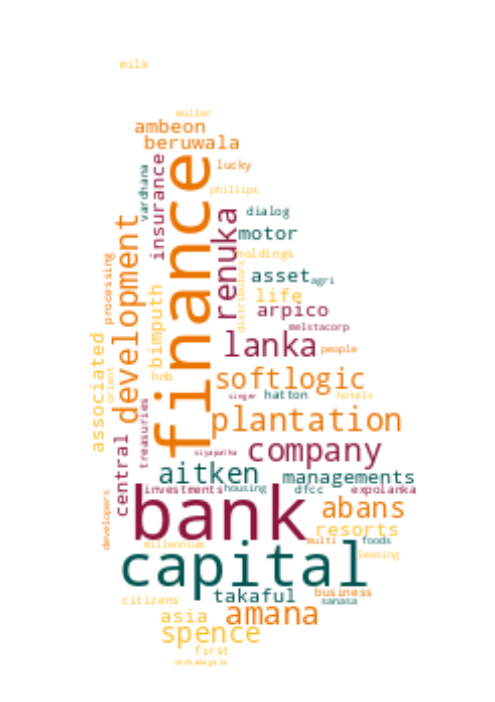 milk
muller
ambeon
beruwala
finance
insurance
vardhana
lucky
phillips
renuka
dialog
motor
holdings
distributors
development
processing
asset
agri
life
bimputh
arpico
melstacorp
lanka
people
associated
orient
hnb
softlogic
singer
hatton
hotels
treasuries
plantation
central
siyapatha
company
aitken
managements
investments
housing
dfcc
expolanka
bank
developers
abans
resorts
multi
foods
millennium
leasing
capital
takaful
business
sanasa
citizens
amana
asia
spence
first